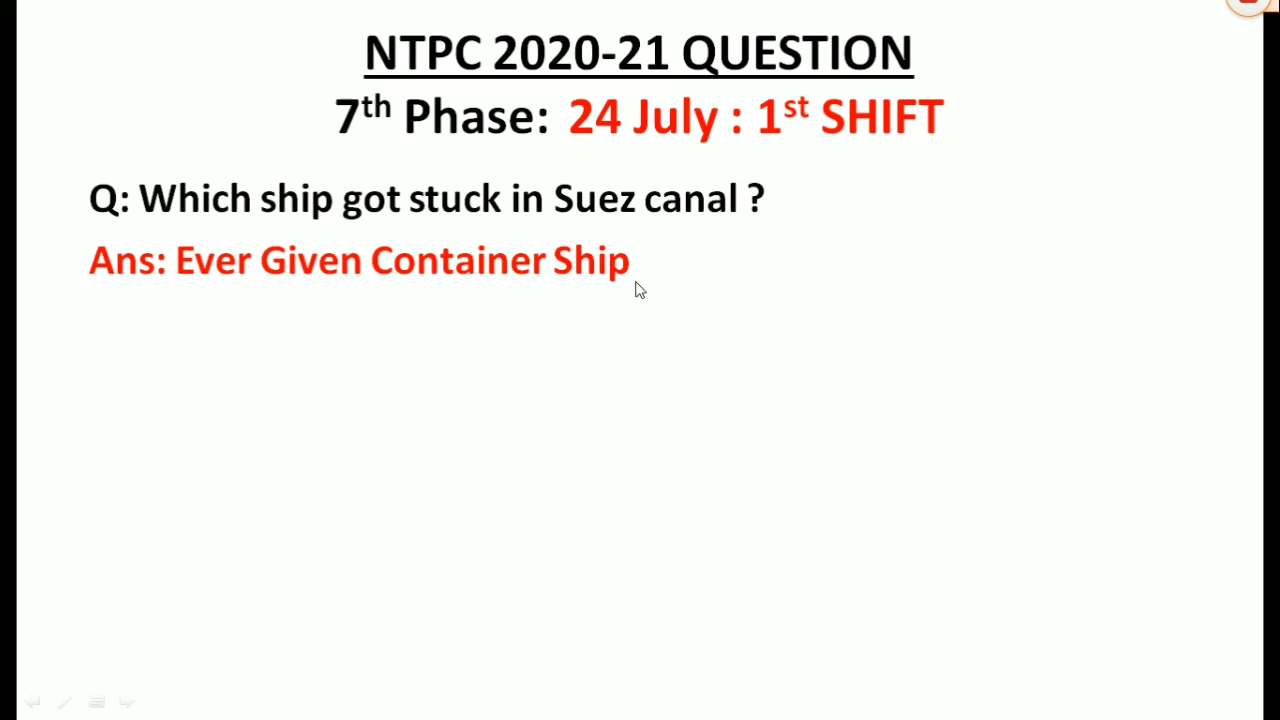 NTPC 2020-21 QUESTION
7th Phase: 24 July : 1st SHIFT
Q: Which ship got stuck in Suez canal ?
Ans: Ever Given Container Ship